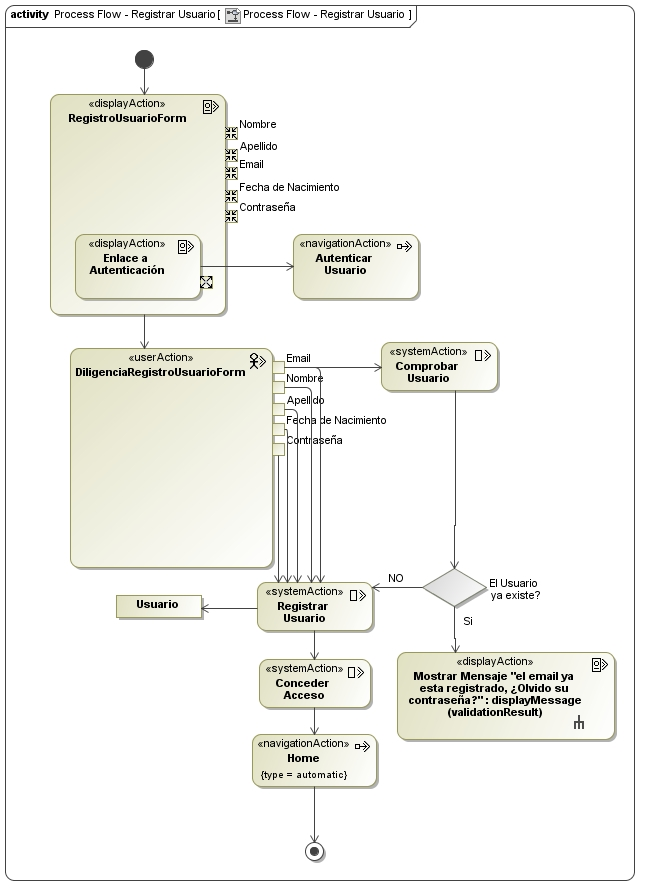 activity Process Flow - Registrar Usuario [ Process Flow - Registrar Usuario ]
«displayAction»
RegistroUsuarioForm
Nombre
Apellido
Email
Fecha de Nacimiento
Contraseña
«displayAction»
Enlace a
Autenticación
«navigationAction»
Autenticar
Usuario
«userAction»
DiligenciaRegistroUsuarioForm
Email
Nombre
Apellido
Fecha de Nacimiento
Contraseña
«systemAction»
Comprobar
Usuario
NO
El Usuario
ya existe?
Si
«systemAction»
Registrar
Usuario
Usuario
«displayAction»
Mostrar Mensaje "el email ya
esta registrado, ¿Olvido su
contraseña?" : displayMessage
(validationResult)
«systemAction»
Conceder
Acceso
«navigationAction»
Home
{type = automatic}